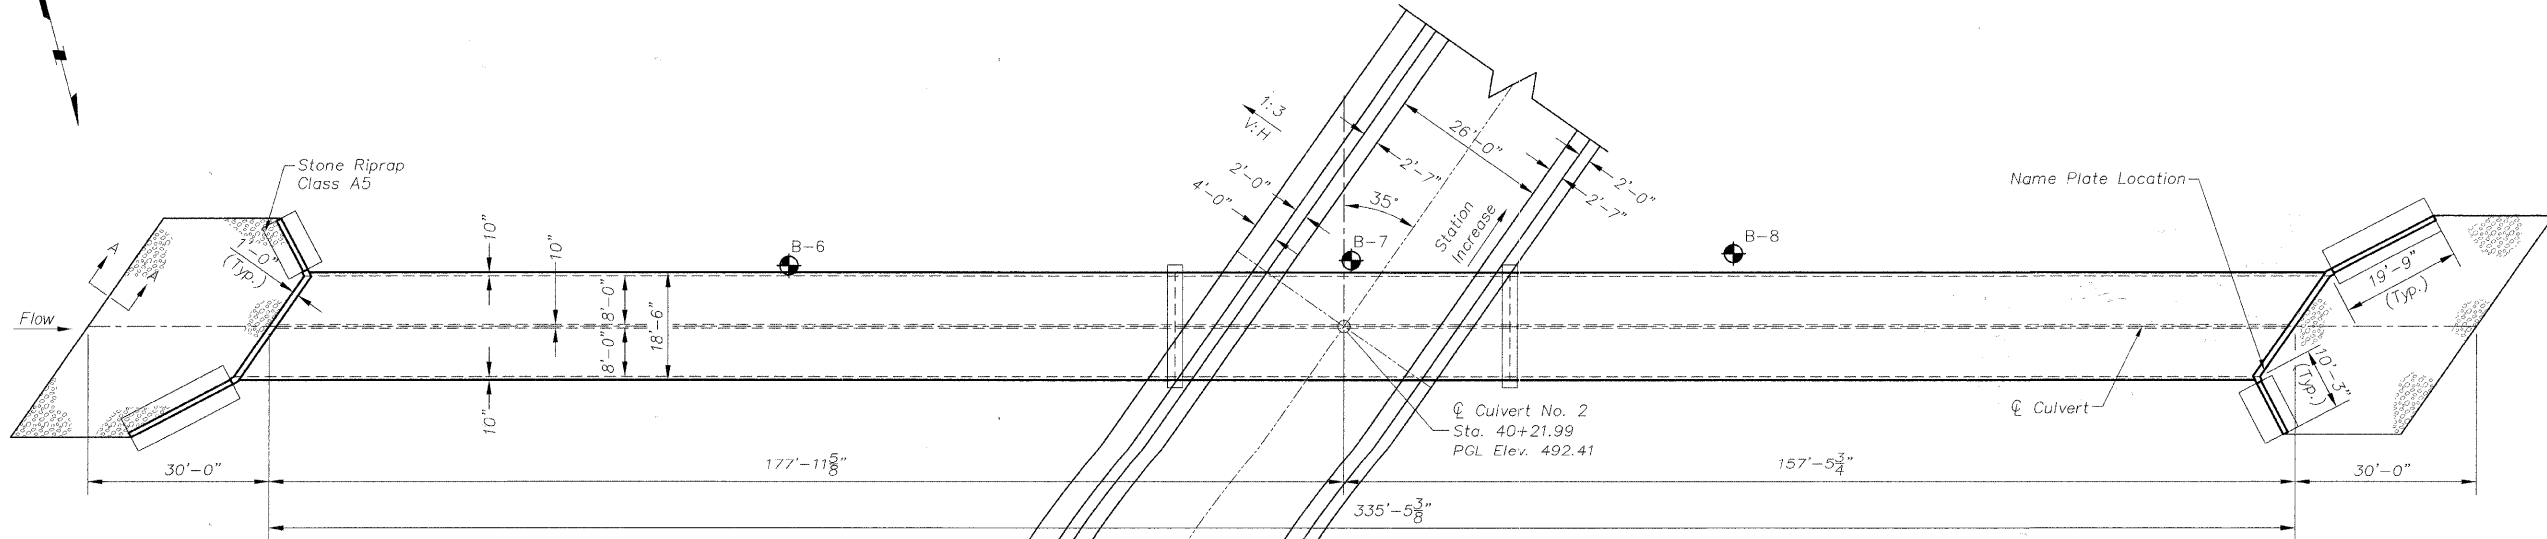 1:3
V:H
26'-0"
2'-7"
2'-0"
4'-0"
35°
2'-0"
2'-7"
Station
Increase
Stone Riprap
Class A5
Name Plate Location
A
A
1'-0"
(Typ.)
10"
10"
B-6
B-7
B-8
19'-9"
(Typ.)
Flow
8'-0"
8'-0"
18'-6"
10"
10'-3"
(Typ.)
℄ Culvert No. 2
Sta. 40+21.99
PGL Elev. 492.41
℄ Culvert
30'-0"
177'-11 5/8"
157'-5 3/4"
30'-0"
335'-5 3/8"